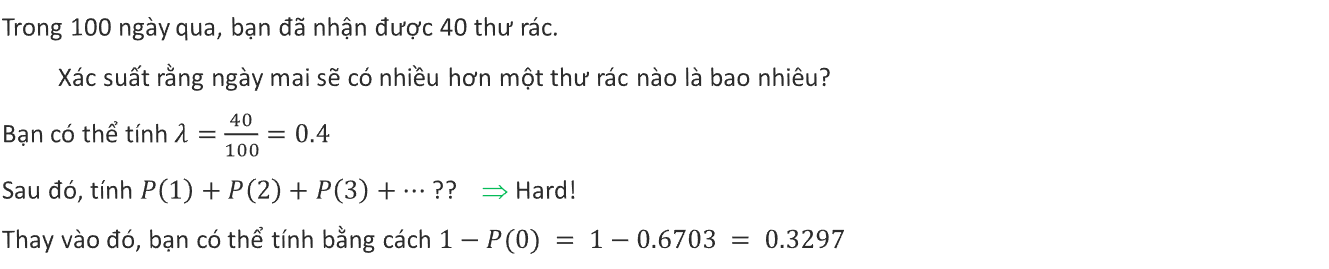 Trong 100 ngày qua, bạn đã nhận được 40 thư rác.
Xác suất rằng ngày mai sẽ có nhiều hơn một thư rác nào là bao nhiêu?
Bạn có thể tính λ = 40/100 = 0.4
Sau đó, tính P(1) + P(2) + P(3) + ⋯ ?? ⟹ Hard!
Thay vào đó, bạn có thể tính bằng cách 1 − P(0) = 1 − 0.6703 = 0.3297